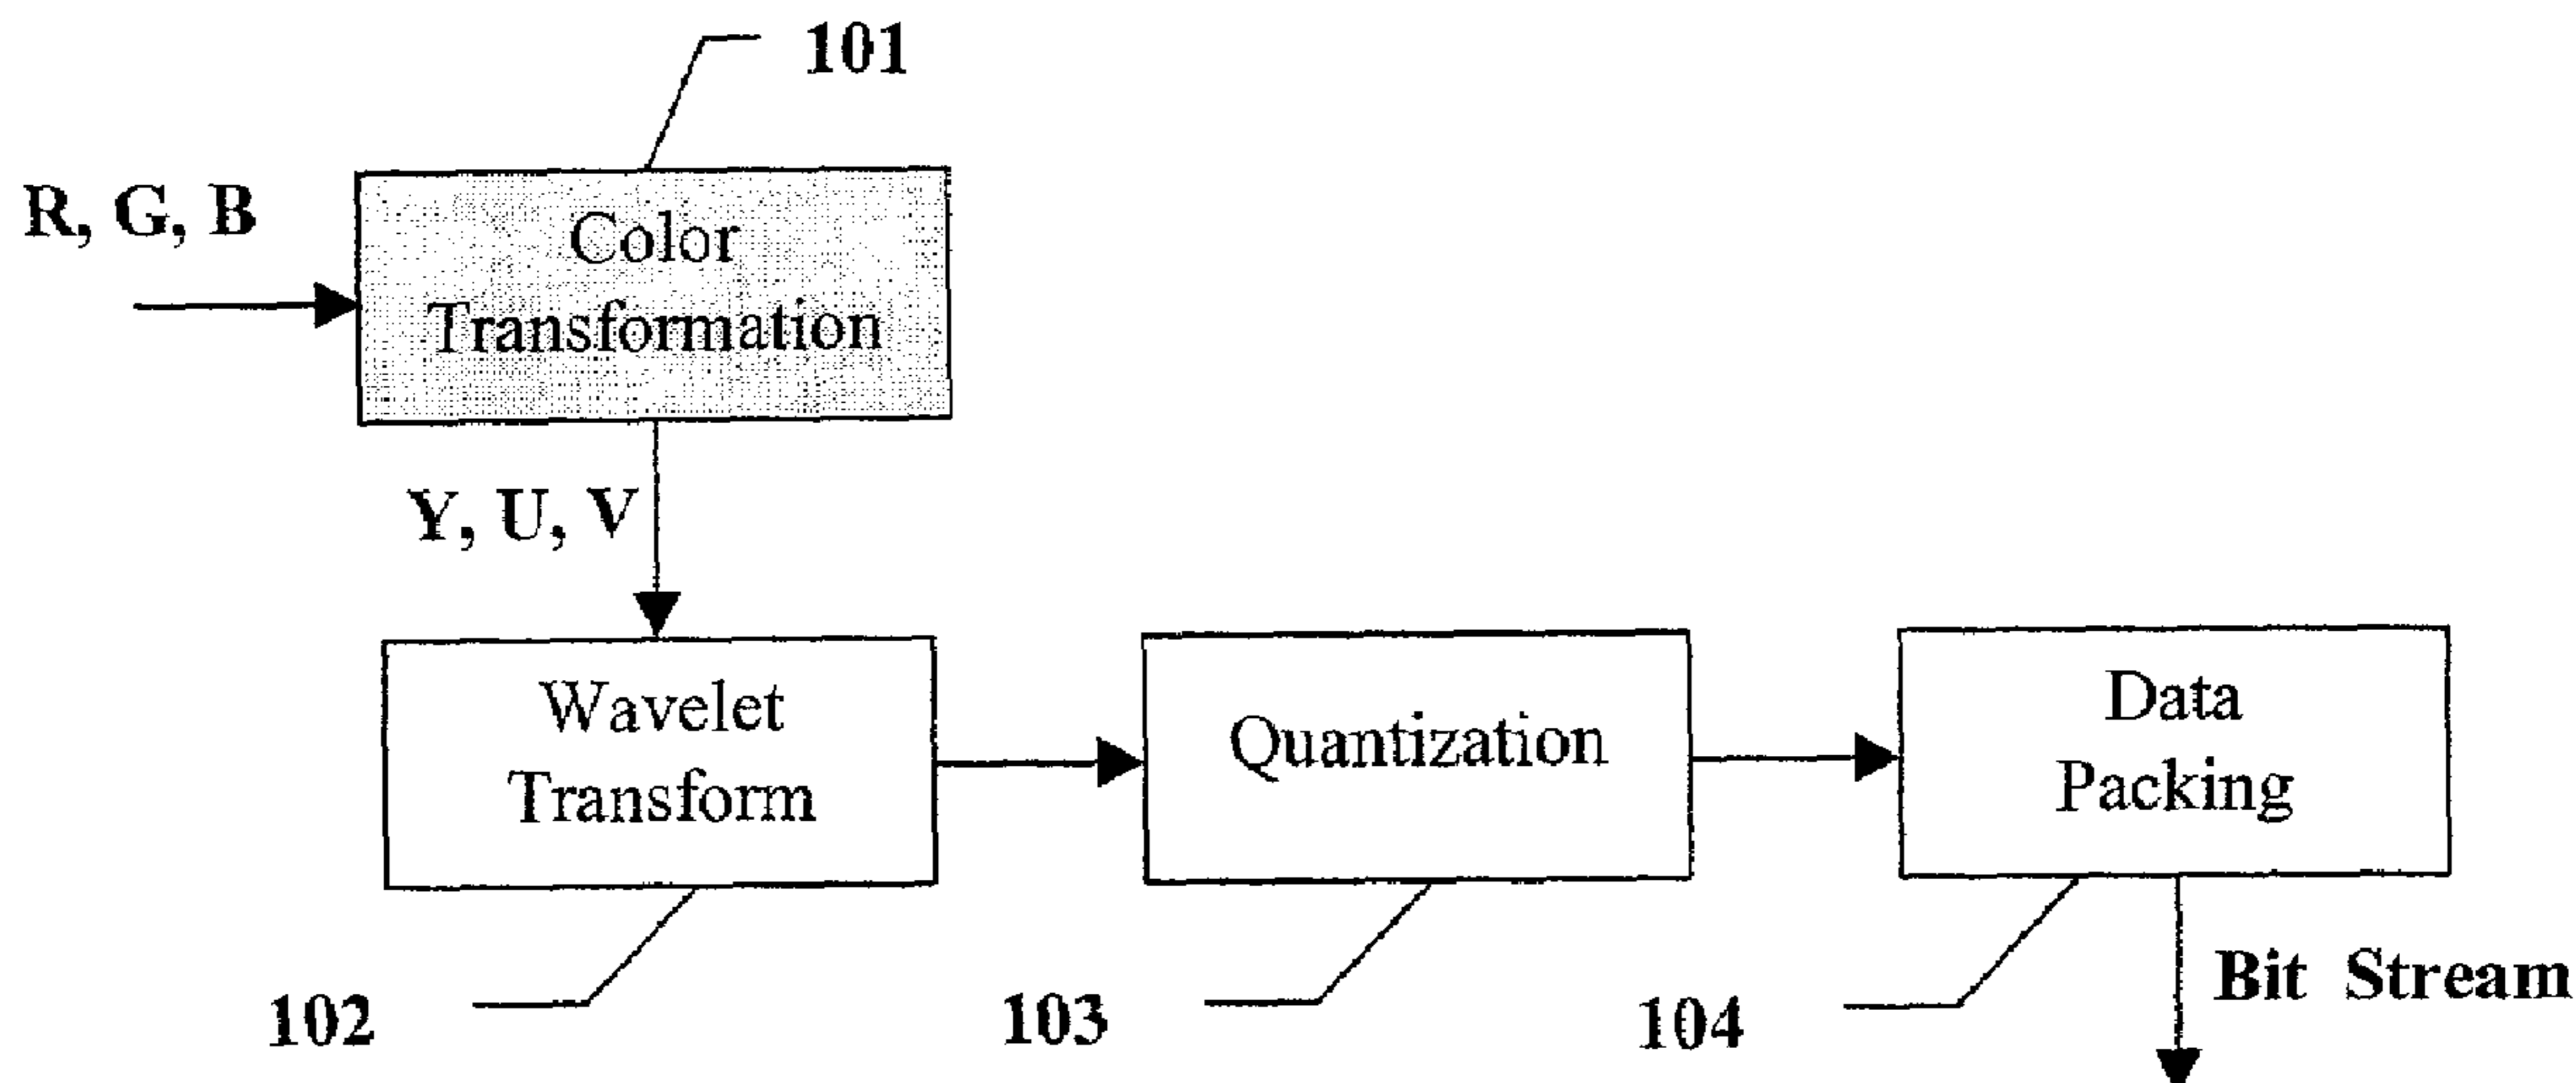 101
R, G, B
Color
Transformation
Y, U, V
Wavelet
Transform
Quantization
Data
Packing
102
103
104
Bit Stream